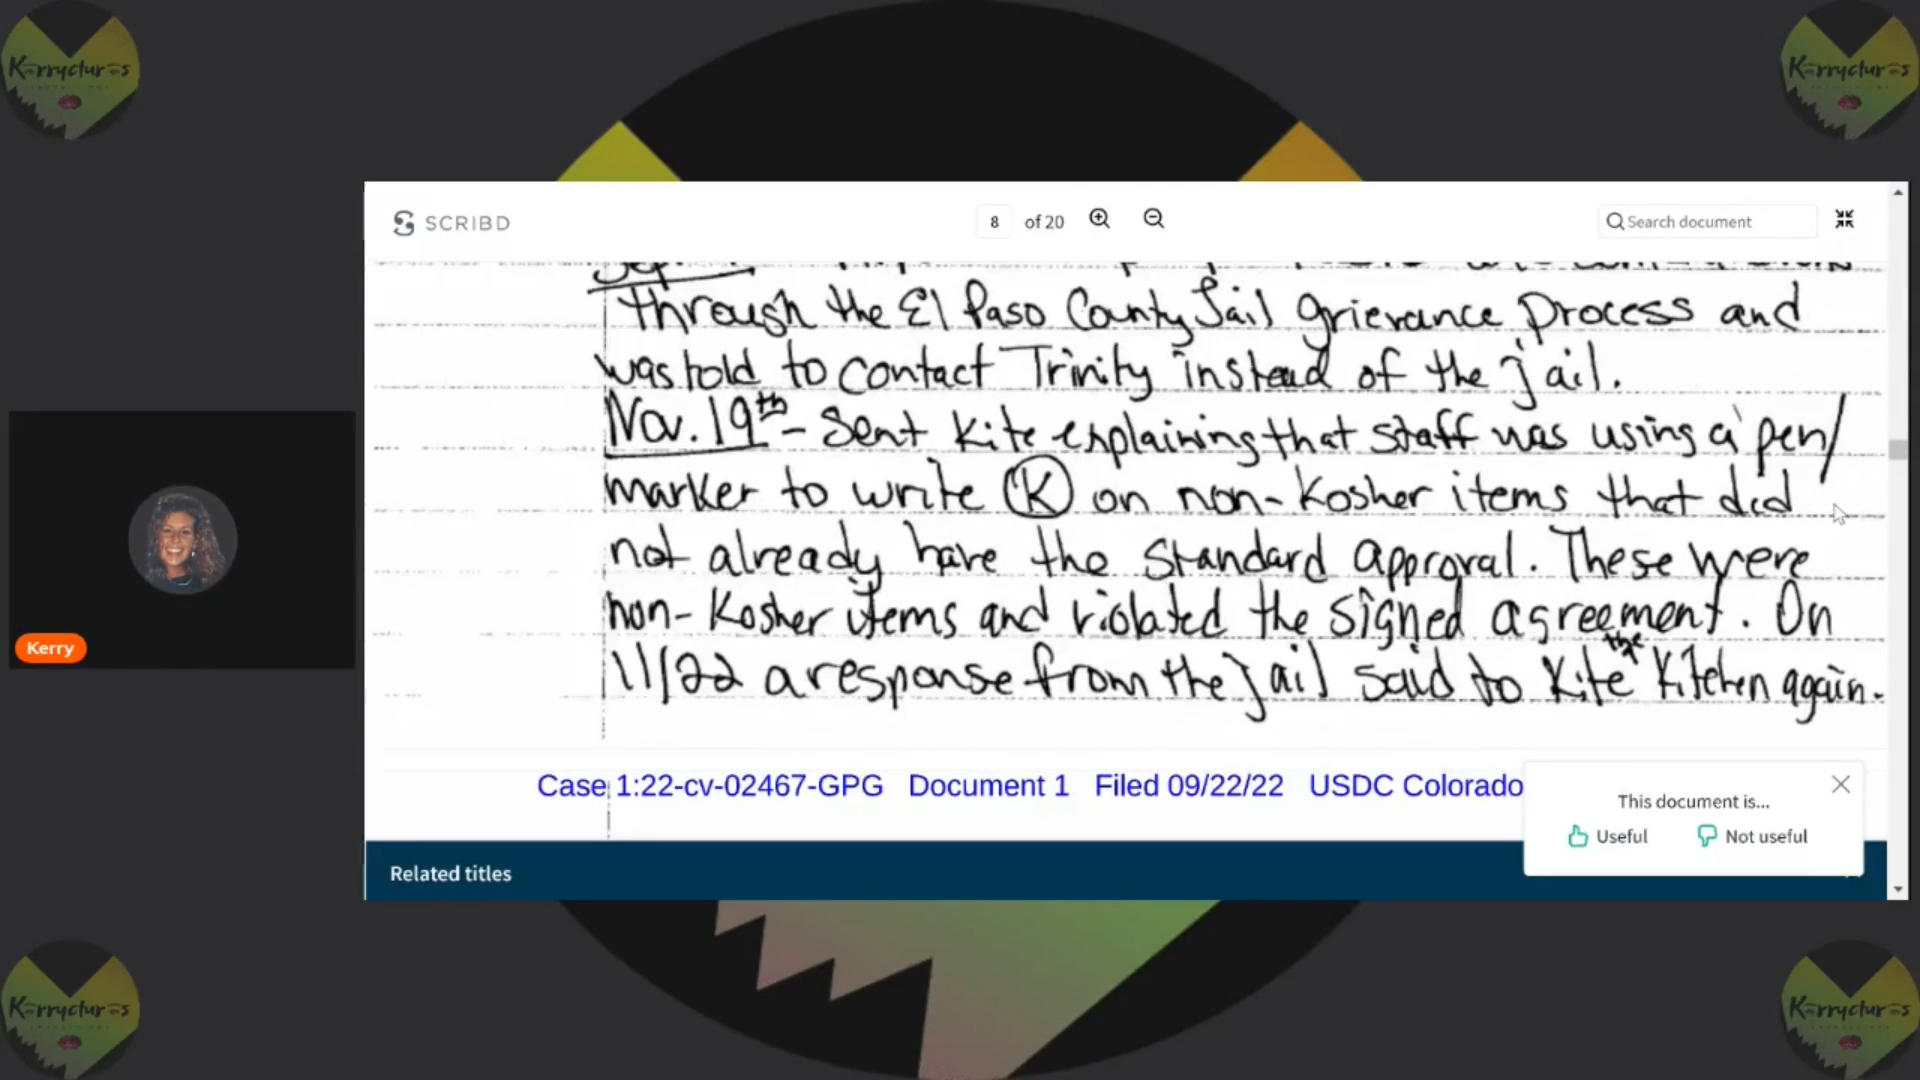 Kerryctures
Kerryctures
SCRIBD
8 of 20
Search document
through the El Paso County Jail grievance process and
was told to contact Trinity instead of the jail.
Nov. 19th - Sent Kite explaining that staff was using a pen/
marker to write K on non-Kosher items that did
not already have the standard approval. These were
non-Kosher items and violated the signed agreement. On
11/22 a response from the jail said to Kite the Kitchen again.
Kerry
Case 1:22-cv-02467-GPG Document 1 Filed 09/22/22 USDC Colorado
This document is...
Useful
Not useful
Related titles
Kerryctures
Kerryctures